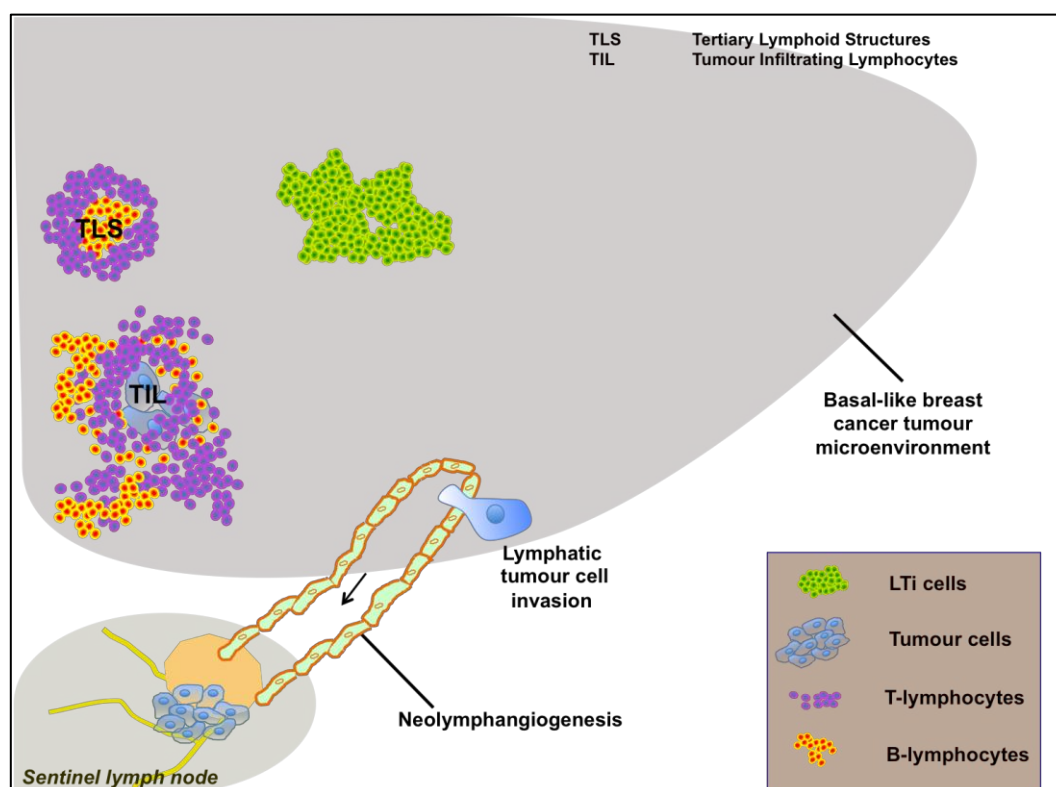 TLS Tertiary Lymphoid Structures
TIL Tumour Infiltrating Lymphocytes
TLS
TIL
Basal-like breast
cancer tumour
microenvironment
Lymphatic
tumour cell
invasion
Neolymphangiogenesis
Sentinel lymph node
LTi cells
Tumour cells
T-lymphocytes
B-lymphocytes